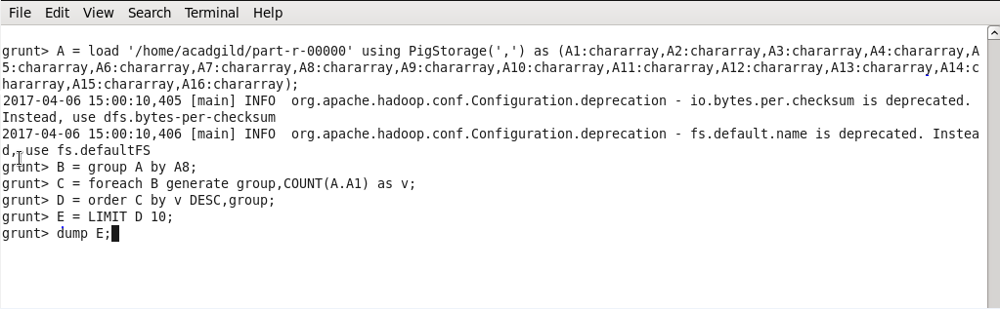 File Edit View Search Terminal Help
grunt> A = load '/home/acadgild/part-r-00000' using PigStorage(',') as (A1:chararray,A2:chararray,A3:chararray,A4:chararray,A
5:chararray,A6:chararray,A7:chararray,A8:chararray,A9:chararray,A10:chararray,A11:chararray,A12:chararray,A13:chararray,A14:c
hararray,A15:chararray,A16:chararray);
2017-04-06 15:00:10,405 [main] INFO  org.apache.hadoop.conf.Configuration.deprecation - io.bytes.per.checksum is deprecated.
Instead, use dfs.bytes-per-checksum
2017-04-06 15:00:10,406 [main] INFO  org.apache.hadoop.conf.Configuration.deprecation - fs.default.name is deprecated. Instea
d, use fs.defaultFS
grunt> B = group A by A8;
grunt> C = foreach B generate group,COUNT(A.A1) as v;
grunt> D = order C by v DESC,group;
grunt> E = LIMIT D 10;
grunt> dump E;